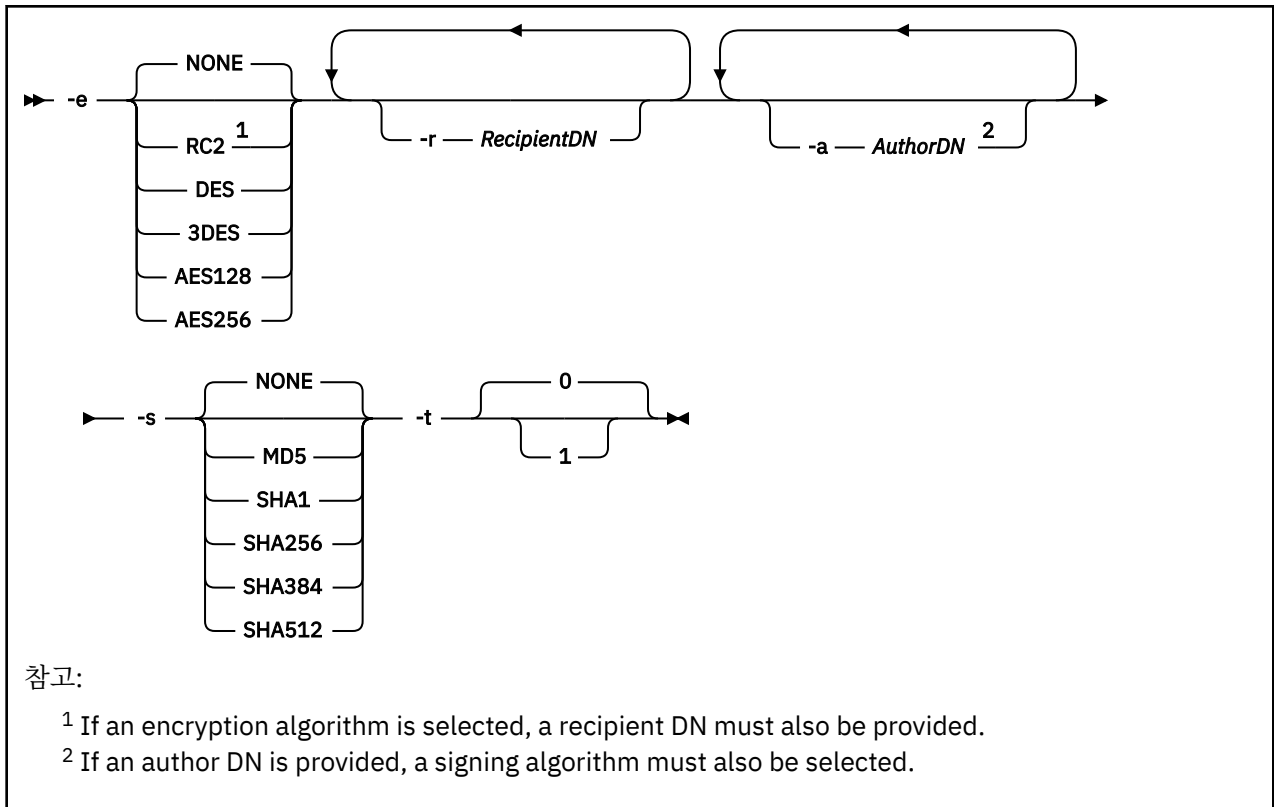 NONE
-e
RC2 1
-r RecipientDN
-a AuthorDN 2
DES
3DES
AES128
AES256
NONE
0
-s
-t
MD5
1
SHA1
SHA256
SHA384
SHA512
참고:
1 If an encryption algorithm is selected, a recipient DN must also be provided.
2 If an author DN is provided, a signing algorithm must also be selected.